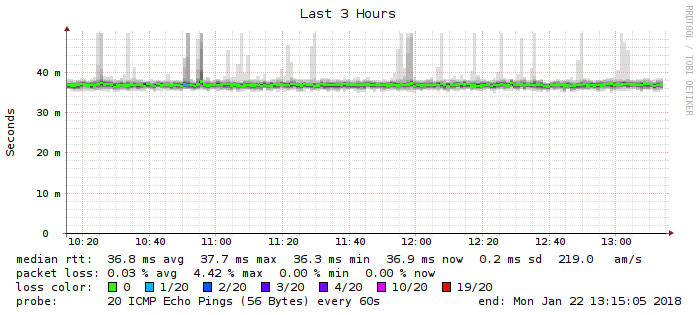 Last 3 Hours
RRDTOOL / TOBI OETIKER
Seconds
40 m
30 m
20 m
10 m
0
10:20 10:40 11:00 11:20 11:40 12:00 12:20 12:40 13:00
median rtt: 36.8 ms avg 37.7 ms max 36.3 ms min 36.9 ms now 0.2 ms sd 219.0 am/s
packet loss: 0.03 % avg 4.42 % max 0.00 % min 0.00 % now
loss color: 0 1/20 2/20 3/20 4/20 10/20 19/20
probe: 20 ICMP Echo Pings (56 Bytes) every 60s end: Mon Jan 22 13:15:05 2018